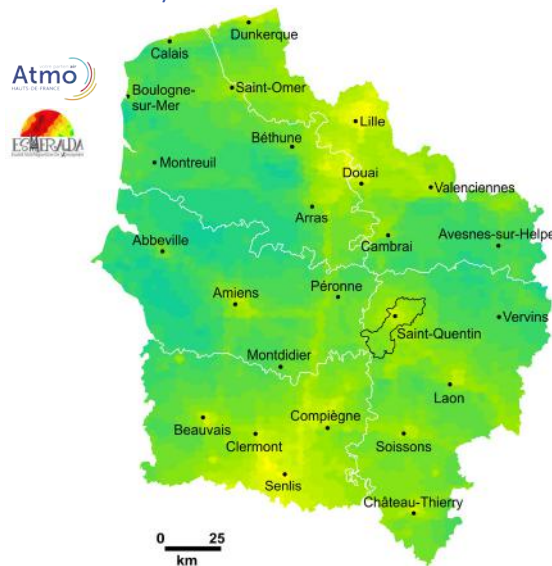 Dunkerque
Calais
Atmo
HAUTS-DE-FRANCE
Boulogne-
sur-Mer
Saint-Omer
ESMERALDA
Lille
Béthune
Montreuil
Douai
Valenciennes
Arras
Cambrai
Avesnes-sur-Helpe
Abbeville
Péronne
Amiens
Saint-Quentin
Vervins
Montdidier
Laon
Compiègne
Beauvais
Clermont
Soissons
Senlis
Château-Thierry
0 25
km